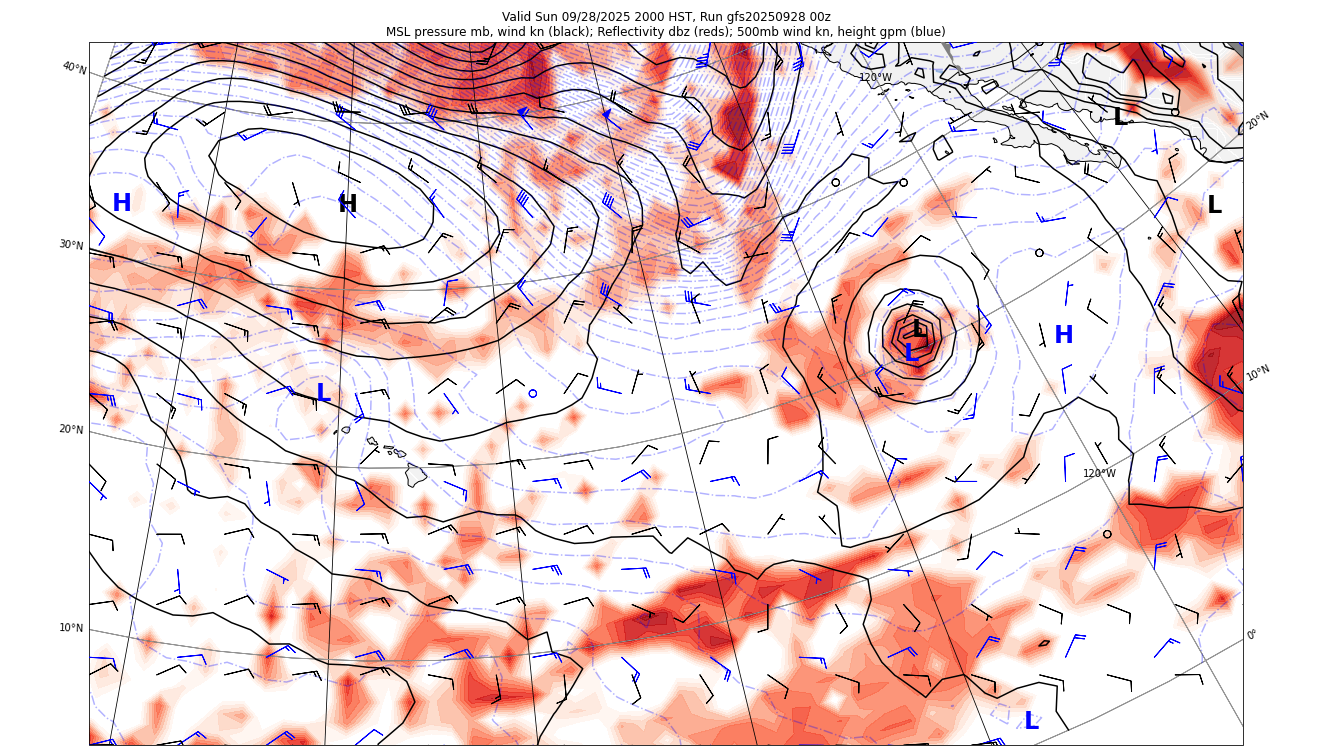 Valid Sun 09/28/2025 2000 HST, Run gfs20250928 00z
MSL pressure mb, wind kn (black); Reflectivity dbz (reds); 500mb wind kn, height gpm (blue)
40°N
120°W
L
20°N
H
H
L
30°N
L
H
L
10°N
L
20°N
120°W
10°N
0°
L